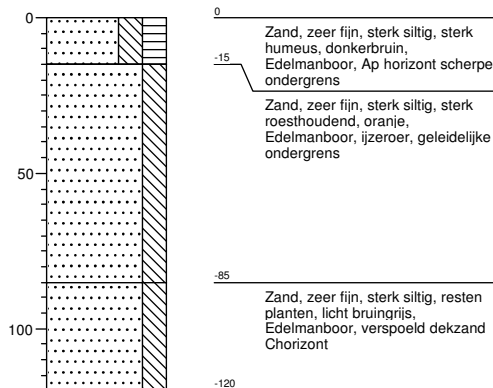 0
0
Zand, zeer fijn, sterk siltig, sterk
humeus, donkerbruin,
Edelmanboor, Ap horizont scherpe
ondergrens
-15
Zand, zeer fijn, sterk siltig, sterk
roesthoudend, oranje,
Edelmanboor, ijzeroer, geleidelijke
ondergrens
50
-85
Zand, zeer fijn, sterk siltig, resten
planten, licht bruingrijs,
Edelmanboor, verspoeld dekzand
Chorizont
100
-120